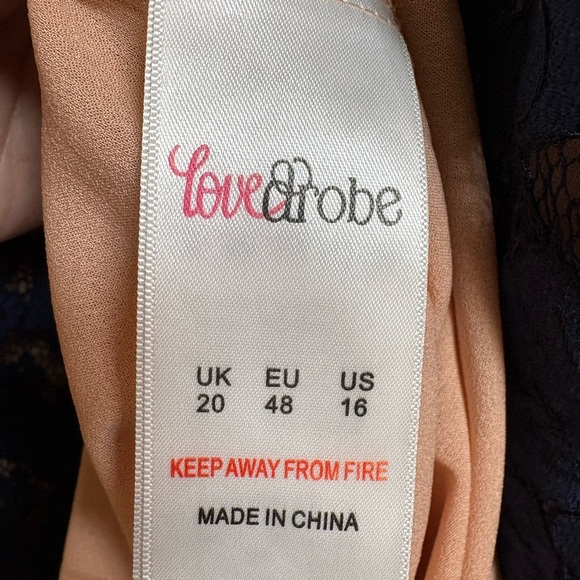 Lovedrobe
UK EU US
20 48 16
KEEP AWAY FROM FIRE
MADE IN CHINA